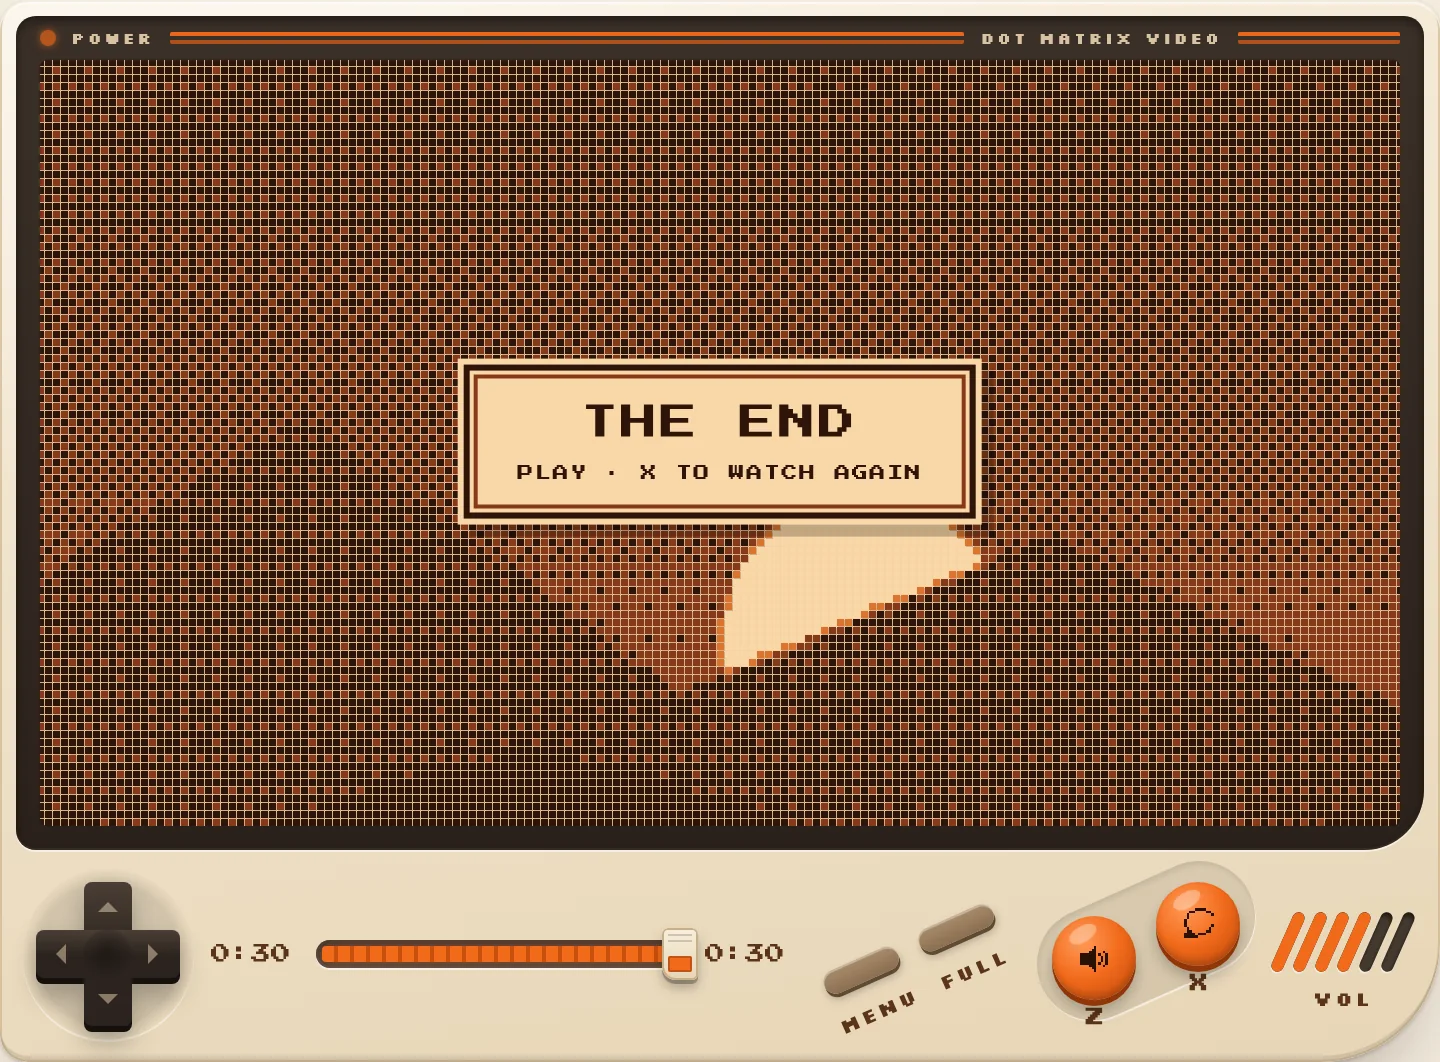 POWER
DOT MATRIX VIDEO
THE END
PLAY · X TO WATCH AGAIN
0:30
0:30
MENU
FULL
Z
X
VOL